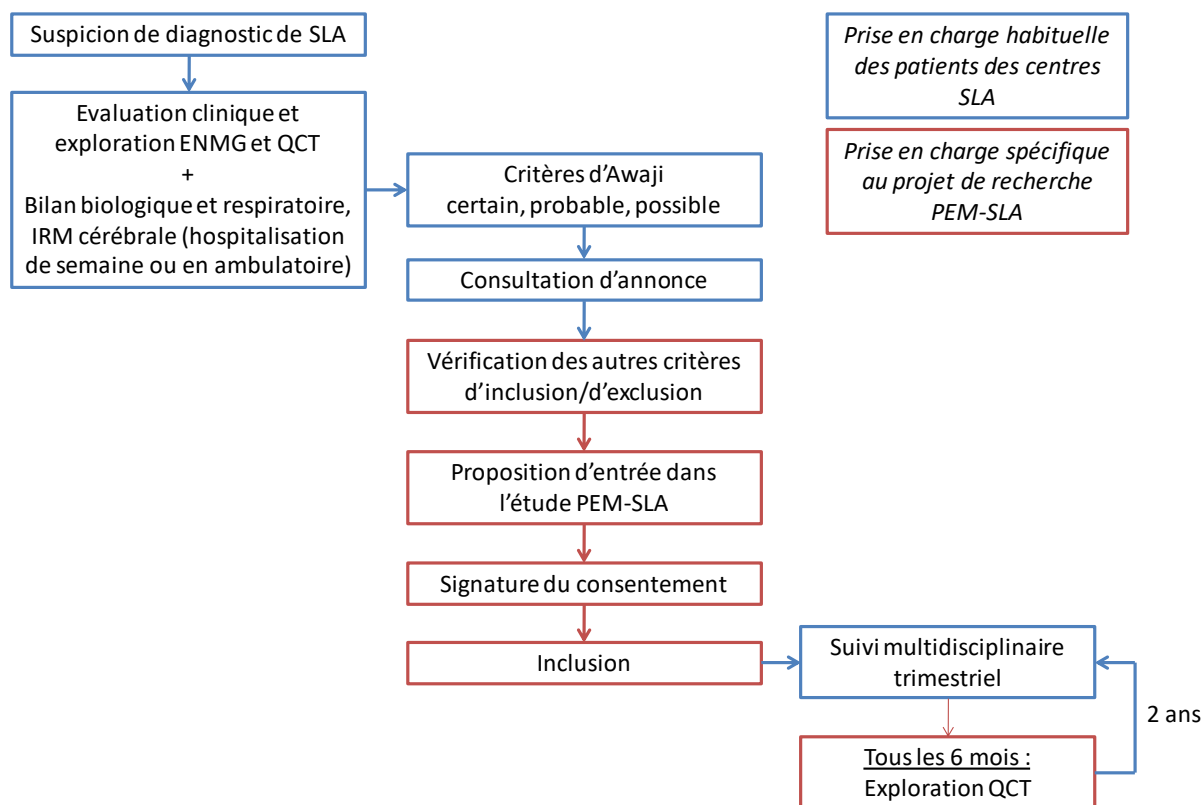 Suspicion de diagnostic de SLA
Evaluation clinique et
exploration ENMG et QCT
+
Bilan biologique et respiratoire,
IRM cérébrale (hospitalisation
de semaine ou en ambulatoire)
Critères d'Awaji
certain, probable, possible
Consultation d'annonce
Vérification des autres critères
d'inclusion/d'exclusion
Proposition d'entrée dans
l'étude PEM-SLA
Signature du consentement
Inclusion
Suivi multidisciplinaire
trimestriel
2 ans
Tous les 6 mois :
Exploration QCT
Prise en charge habituelle
des patients des centres
SLA
Prise en charge spécifique
au projet de recherche
PEM-SLA